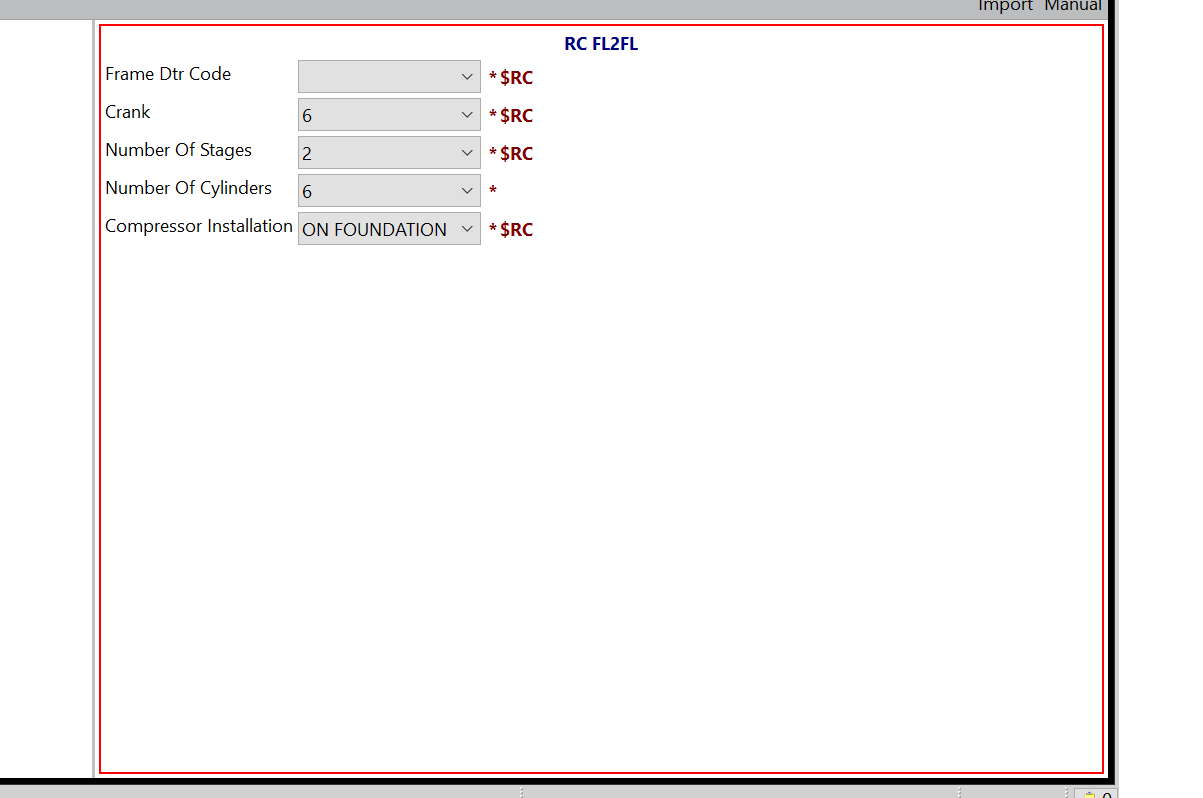 Import Manual
RC FL2FL
Frame Dtr Code * $RC
Crank 6 * $RC
Number Of Stages 2 * $RC
Number Of Cylinders 6 *
Compressor Installation ON FOUNDATION * $RC
0